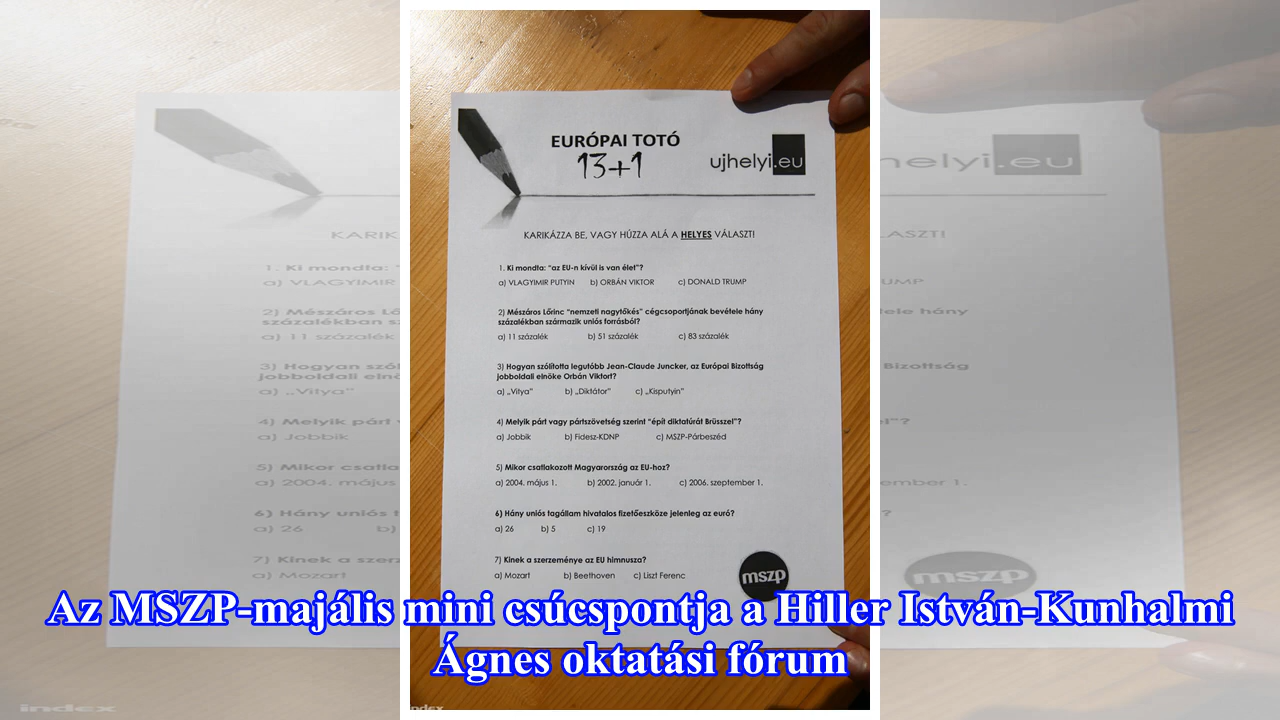 EURÓPAI TOTÓ
13+1
ujhelyi.eu
KARIKÁZZA BE, VAGY HÚZZA ALÁ A HELYES VÁLASZT!
1. Ki mondta: “az EU-n kívül is van élet”?
a) VLAGYIMIR PUTYIN b) ORBÁN VIKTOR c) DONALD TRUMP
2) Mészáros Lőrinc “nemzeti nagytőkés” cégcsoportjának bevétele hány
százalékban származik uniós forrásból?
a) 11 százalék b) 51 százalék c) 83 százalék
3) Hogyan szólította legutóbb Jean-Claude Juncker, az Európai Bizottság
jobboldali elnöke Orbán Viktort?
a) „Vitya” b) „Diktátor” c) „Kisputyin”
4) Melyik párt vagy pártszövetség szerint “épít diktatúrát Brüsszel”?
a) Jobbik b) Fidesz-KDNP c) MSZP-Párbeszéd
5) Mikor csatlakozott Magyarország az EU-hoz?
a) 2004. május 1. b) 2002. január 1. c) 2006. szeptember 1.
6) Hány uniós tagállam hivatalos fizetőeszköze jelenleg az euró?
a) 26 b) 5 c) 19
7) Kinek a szerzeménye az EU himnusza?
a) Mozart b) Beethoven c) Liszt Ferenc
mszp
Az MSZP-majális mini csúcspontja a Hiller István-Kunhalmi
Ágnes oktatási fórum
index